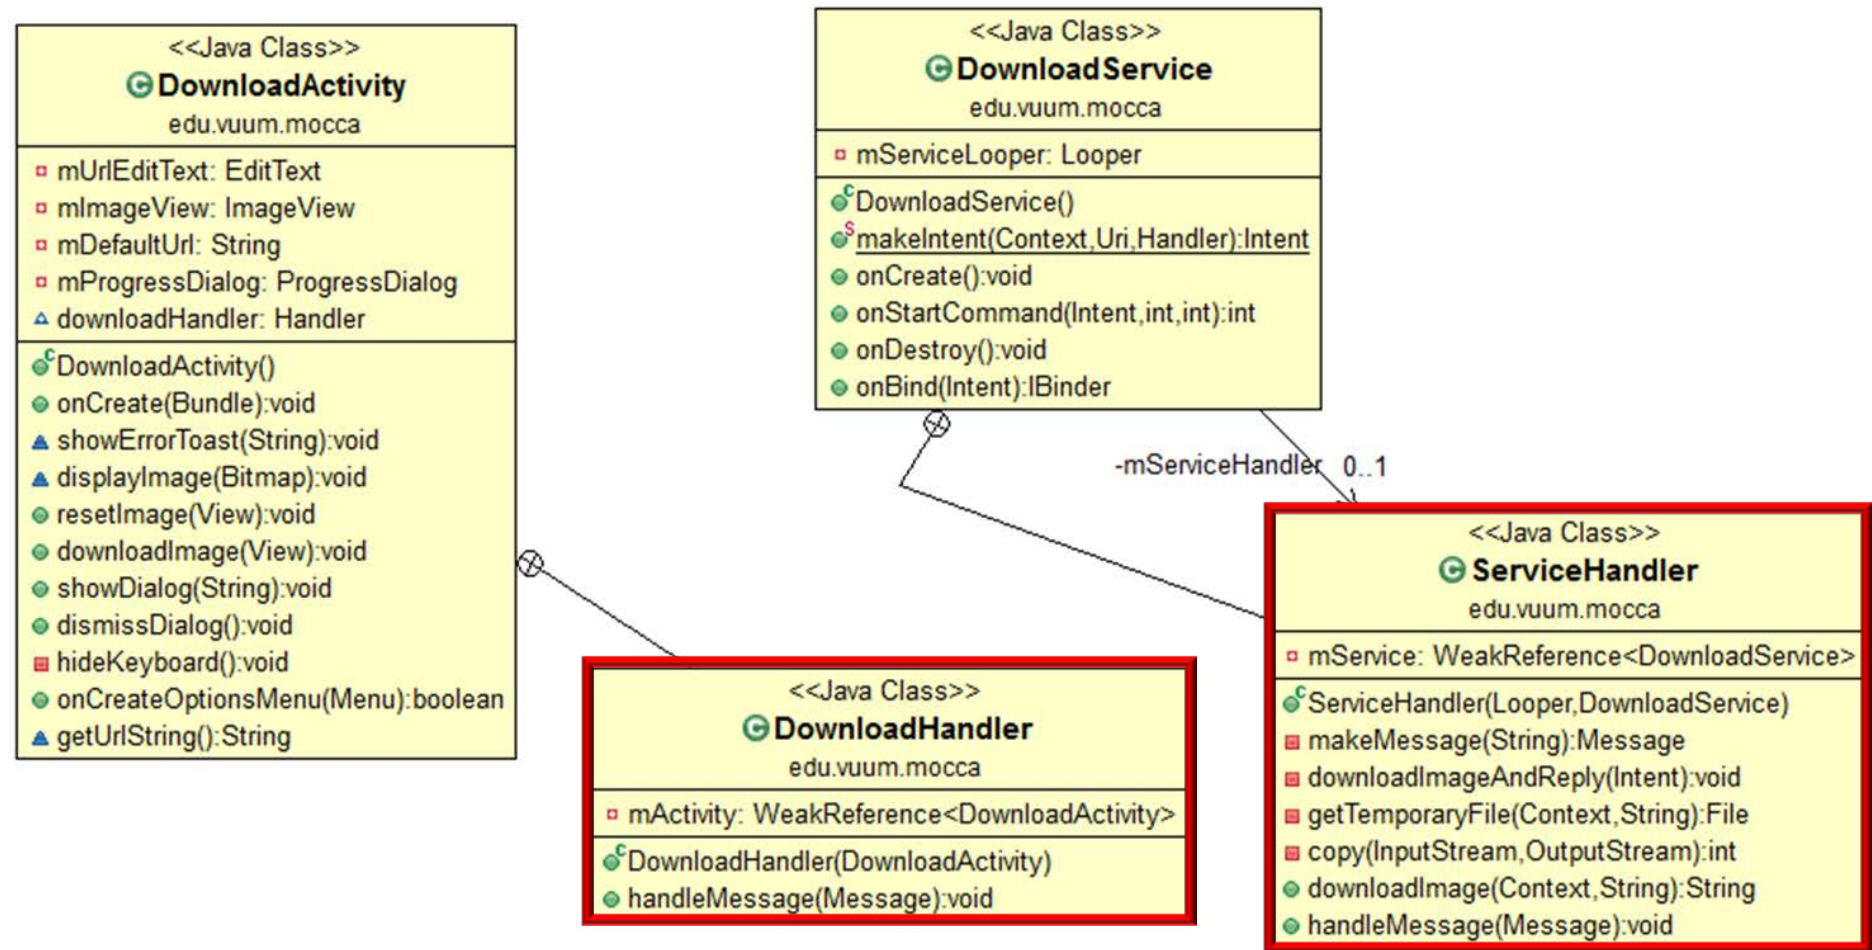 <<Java Class>>
DownloadActivity
edu.vuum.mocca
mUrlEditText: EditText
mImageView: ImageView
mDefaultUrl: String
mProgressDialog: ProgressDialog
downloadHandler: Handler
DownloadActivity()
onCreate(Bundle):void
showErrorToast(String):void
displayImage(Bitmap):void
resetImage(View):void
downloadImage(View):void
showDialog(String):void
dismissDialog():void
hideKeyboard():void
onCreateOptionsMenu(Menu):boolean
getUrlString():String
<<Java Class>>
DownloadService
edu.vuum.mocca
mServiceLooper: Looper
DownloadService()
makeIntent(Context,Uri,Handler):Intent
onCreate():void
onStartCommand(Intent,int,int):int
onDestroy():void
onBind(Intent):IBinder
-mServiceHandler 0..1
<<Java Class>>
DownloadHandler
edu.vuum.mocca
mActivity: WeakReference<DownloadActivity>
DownloadHandler(DownloadActivity)
handleMessage(Message):void
<<Java Class>>
ServiceHandler
edu.vuum.mocca
mService: WeakReference<DownloadService>
ServiceHandler(Looper,DownloadService)
makeMessage(String):Message
downloadImageAndReply(Intent):void
getTemporaryFile(Context,String):File
copy(InputStream,OutputStream):int
downloadImage(Context,String):String
handleMessage(Message):void